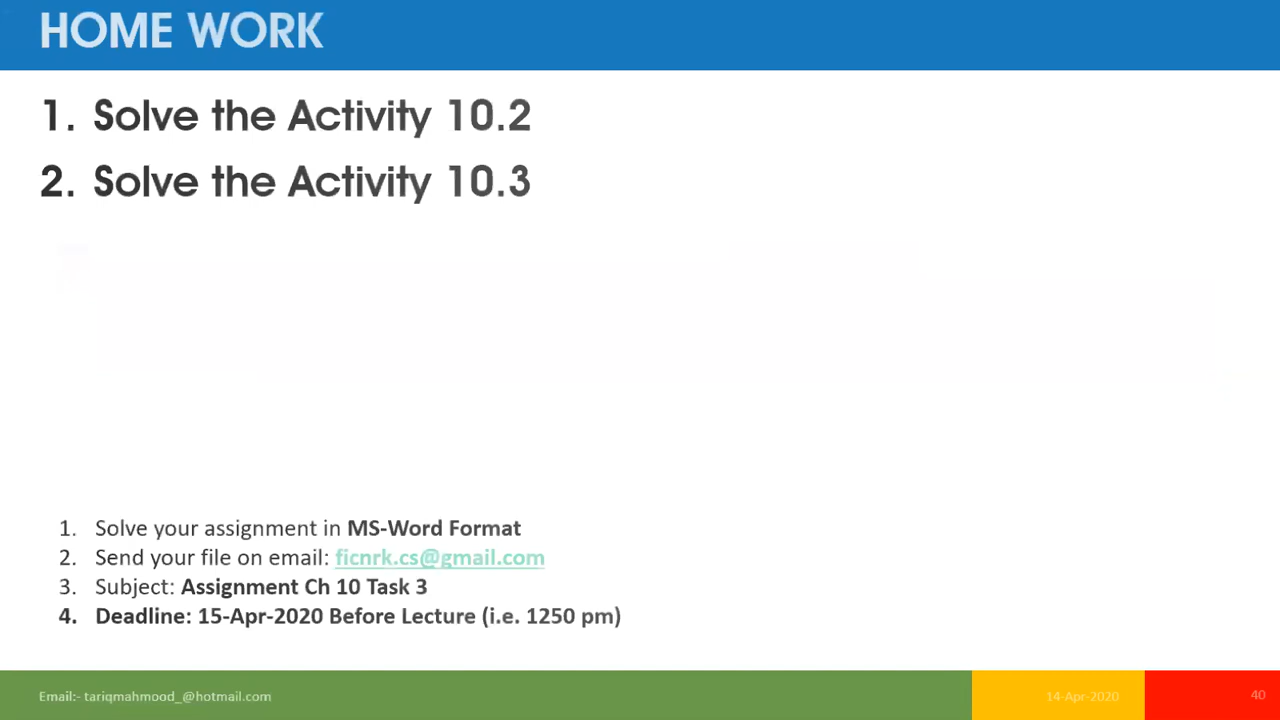 HOME WORK
1. Solve the Activity 10.2
2. Solve the Activity 10.3
1. Solve your assignment in MS-Word Format
2. Send your file on email: ficnrk.cs@gmail.com
3. Subject: Assignment Ch 10 Task 3
4. Deadline: 15-Apr-2020 Before Lecture (i.e. 1250 pm)
Email:- tariqmahmood_@hotmail.com
14-Apr-2020
40